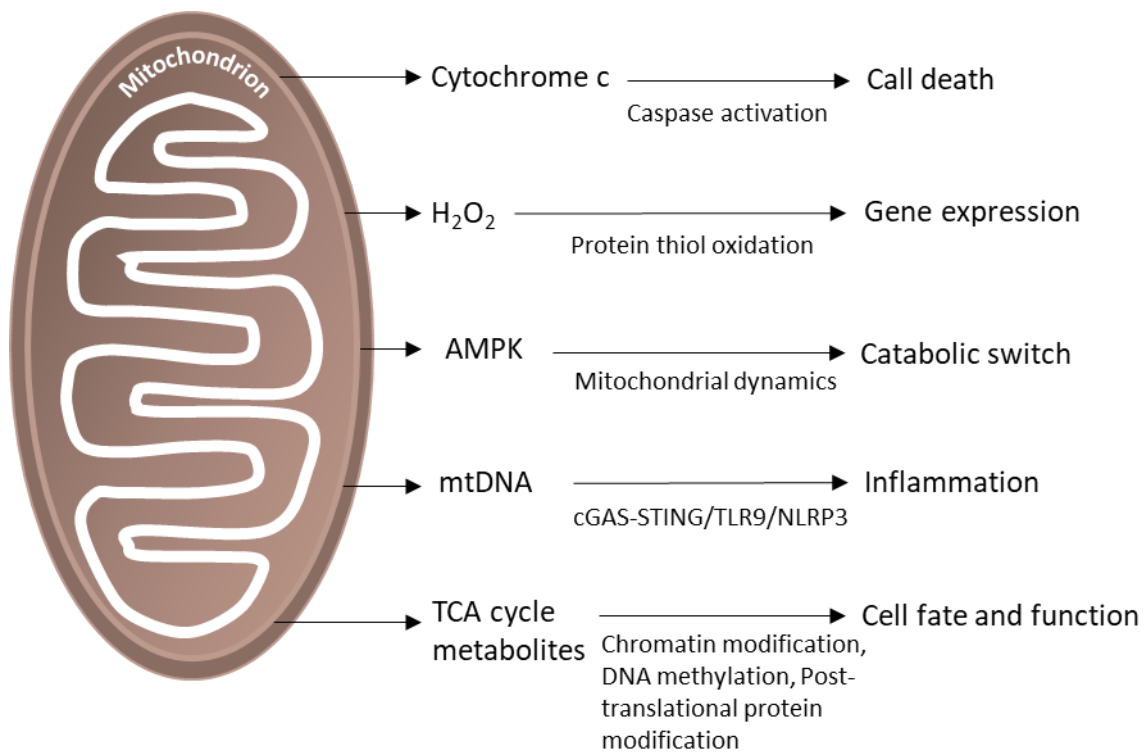 Mitochondrion
Cytochrome c
Caspase activation
Call death
H₂O₂
Protein thiol oxidation
Gene expression
AMPK
Mitochondrial dynamics
Catabolic switch
mtDNA
cGAS-STING/TLR9/NLRP3
Inflammation
TCA cycle
metabolites
Chromatin modification,
DNA methylation, Post-
translational protein
modification
Cell fate and function